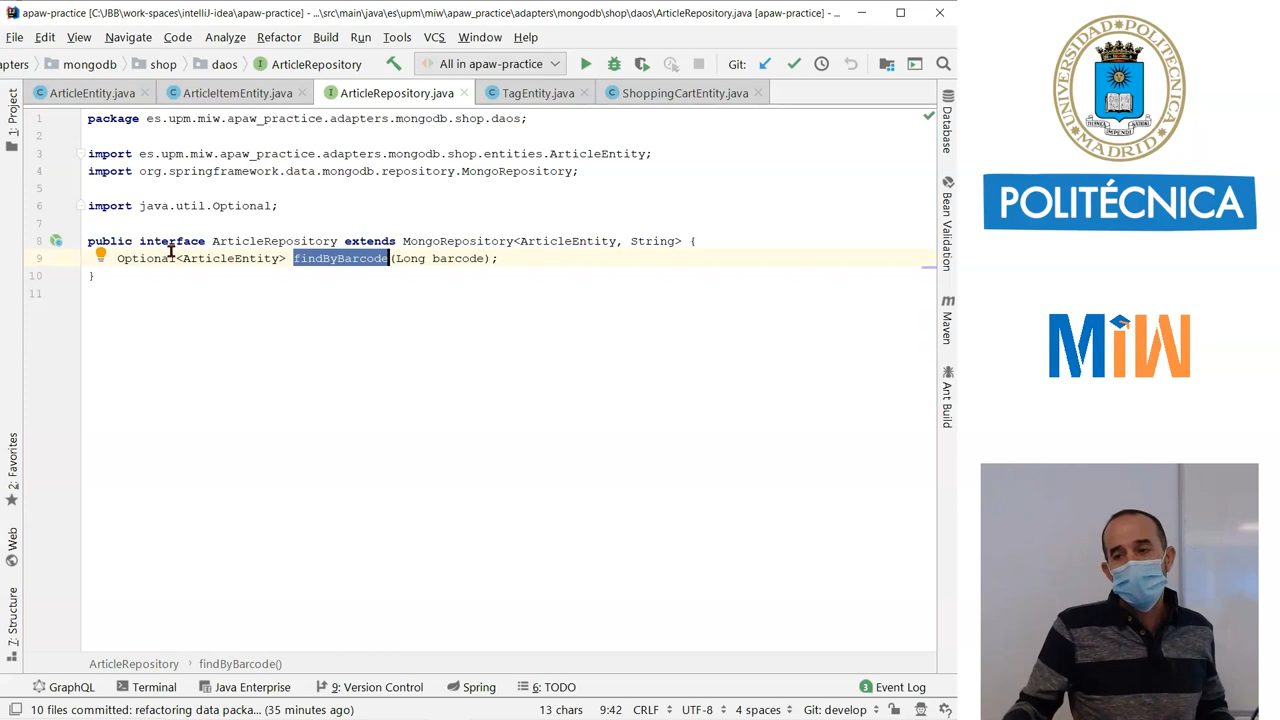 apaw-practice [C:\JBB\work-spaces\intelliJ-idea\apaw-practice] - ...\src\main\java\es\upm\miw\apaw_practice\adapters\mongodb\shop\daos\ArticleRepository.java [apaw-practice] - ...
File Edit View Navigate Code Analyze Refactor Build Run Tools VCS Window Help
pters mongodb shop daos ArticleRepository All in apaw-practice Git:
ArticleEntity.java ArticleItemEntity.java ArticleRepository.java TagEntity.java ShoppingCartEntity.java
1 package es.upm.miw.apaw_practice.adapters.mongodb.shop.daos;
2
3 import es.upm.miw.apaw_practice.adapters.mongodb.shop.entities.ArticleEntity;
4 import org.springframework.data.mongodb.repository.MongoRepository;
5
6 import java.util.Optional;
7
8 public interface ArticleRepository extends MongoRepository<ArticleEntity, String> {
9 Optional<ArticleEntity> findByBarcode(Long barcode);
10 }
11
1: Project
2: Favorites
Web
7: Structure
Database
Bean Validation
m Maven
Ant Build
ArticleRepository › findByBarcode()
GraphQL Terminal Java Enterprise 9: Version Control Spring 6: TODO 3 Event Log
10 files committed: refactoring data packa... (35 minutes ago) 13 chars 9:42 CRLF UTF-8 4 spaces Git: develop
UNIVERSIDAD POLITÉCNICA
MADRID
POLITÉCNICA
MiW